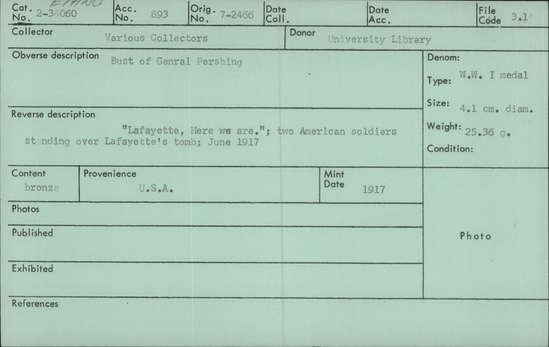 ETHNO
Cat. No. 2-34060 Acc. No. 893 Orig. No. 7-2466 Date Coll. Date Acc. File Code 3.1
Collector Various Collectors Donor University Library
Obverse description Bust of Genral Pershing
Denom:
Type: W.W. I medal
Size: 4.1 cm. diam.
Weight: 25.36 g.
Condition:
Reverse description
"Lafayette, Here we are."; two American soldiers
standing over Lafayette's tomb; June 1917
Content bronze Provenience U.S.A. Mint Date 1917
Photos
Published
Exhibited
References
Photo